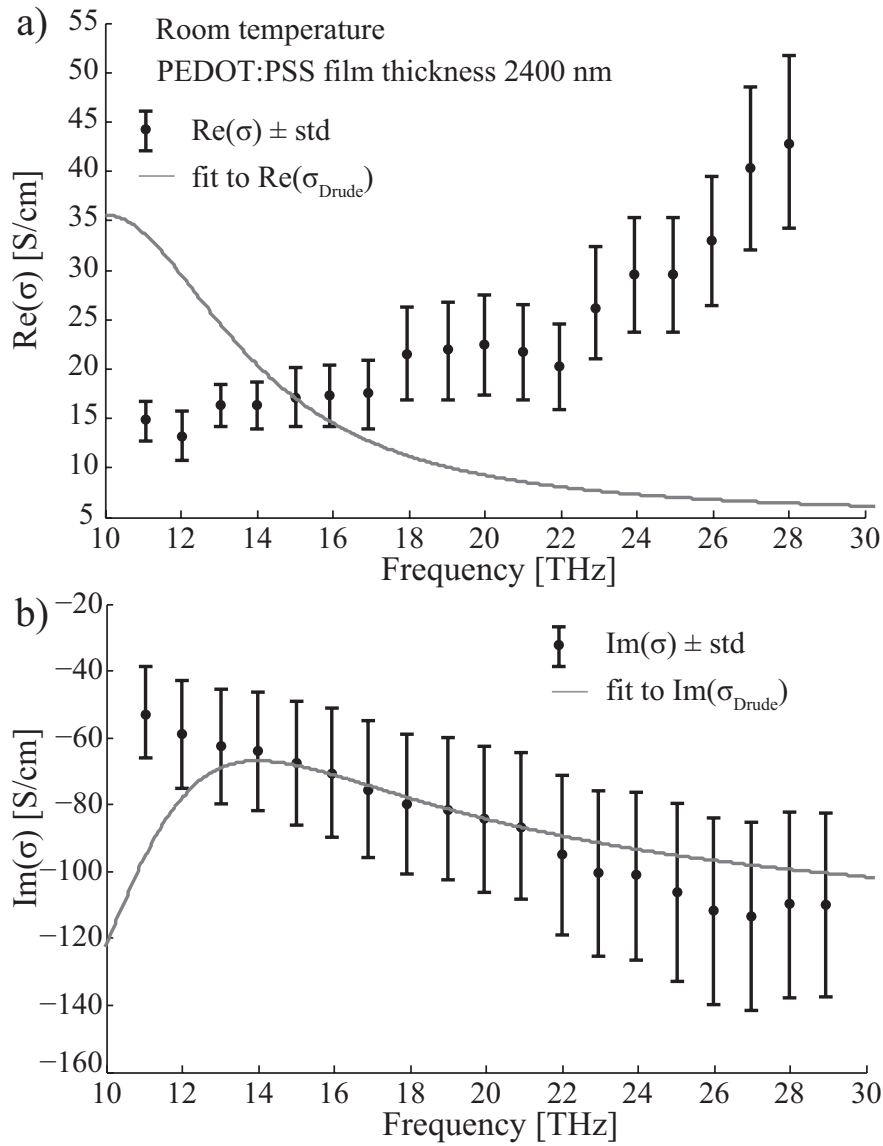 a)
Room temperature
PEDOT:PSS film thickness 2400 nm
Re(σ) ± std
fit to Re(σDrude)
Re(σ) [S/cm]
55
50
45
40
35
30
25
20
15
10
5
10 12 14 16 18 20 22 24 26 28 30
Frequency [THz]
b)
Im(σ) ± std
fit to Im(σDrude)
Im(σ) [S/cm]
−20
−40
−60
−80
−100
−120
−140
−160
10 12 14 16 18 20 22 24 26 28 30
Frequency [THz]